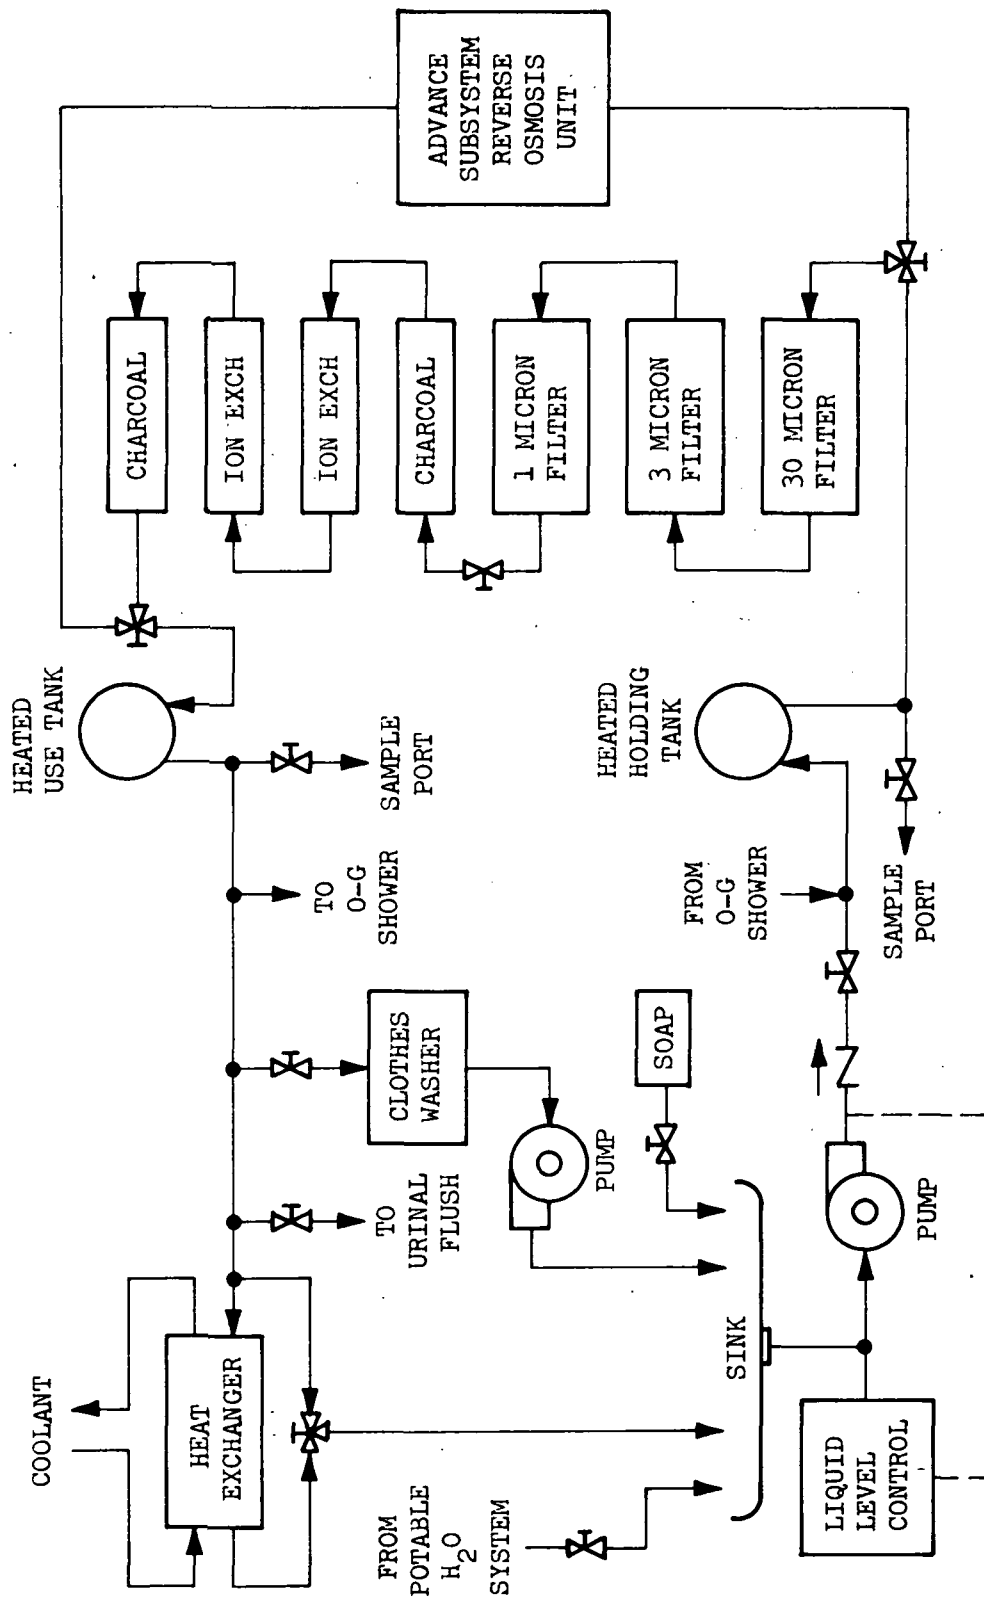 COOLANT
HEAT
EXCHANGER
FROM
POTABLE
H2O
SYSTEM
TO
URINAL
FLUSH
CLOTHES
WASHER
PUMP
SOAP
SINK
LIQUID
LEVEL
CONTROL
PUMP
TO
O-G
SHOWER
SAMPLE
PORT
HEATED
USE TANK
FROM
O-G
SHOWER
HEATED
HOLDING
TANK
SAMPLE
PORT
CHARCOAL
ION EXCH
ION EXCH
CHARCOAL
1 MICRON
FILTER
3 MICRON
FILTER
30 MICRON
FILTER
ADVANCE
SUBSYSTEM
REVERSE
OSMOSIS
UNIT